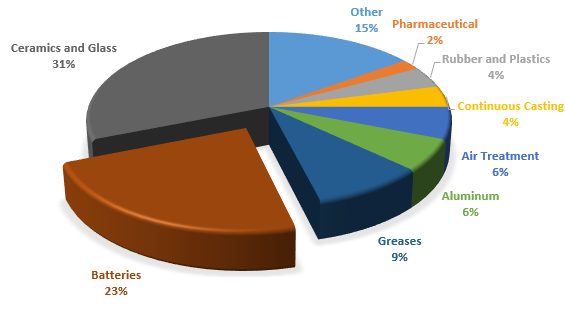 Other
15%
Pharmaceutical
2%
Ceramics and Glass
31%
Rubber and Plastics
4%
Continuous Casting
4%
Air Treatment
6%
Aluminum
6%
Greases
9%
Batteries
23%